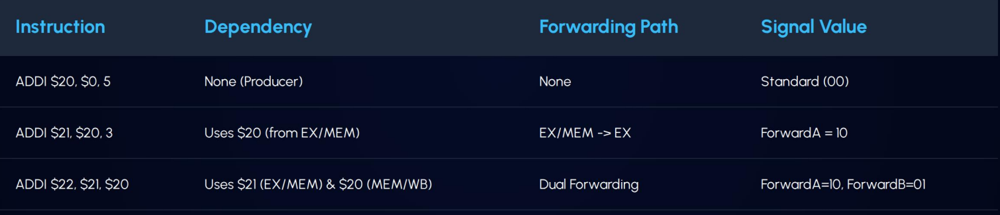 Instruction Dependency Forwarding Path Signal Value
ADDI $20, $0, 5 None (Producer) None Standard (00)
ADDI $21, $20, 3 Uses $20 (from EX/MEM) EX/MEM -> EX ForwardA = 10
ADDI $22, $21, $20 Uses $21 (EX/MEM) & $20 (MEM/WB) Dual Forwarding ForwardA=10, ForwardB=01